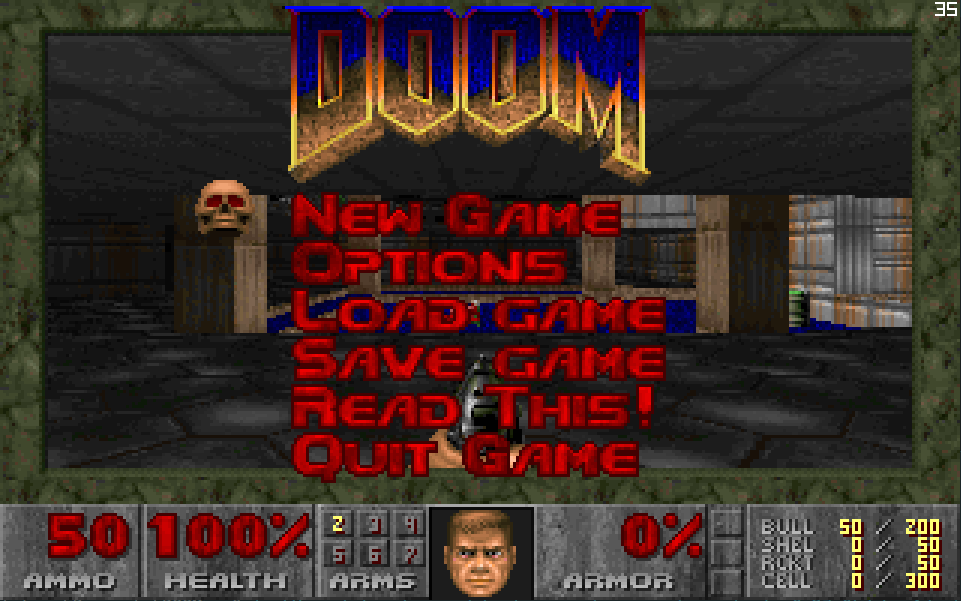 35
DOOM
NEW GAME
OPTIONS
LOAD GAME
SAVE GAME
READ THIS!
QUIT GAME
50 100% 2 3 4 0% BULL 50 / 200
5 6 7 SHEL 0 / 50
RCKT 0 / 50
AMMO HEALTH ARMS ARMOR CELL 0 / 300